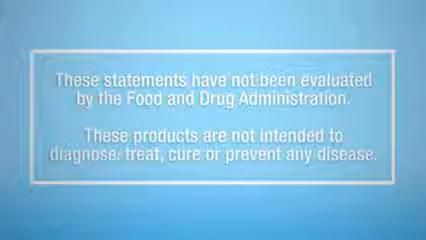 These statements have not been evaluated
by the Food and Drug Administration.
These products are not intended to
diagnose, treat, cure or prevent any disease.